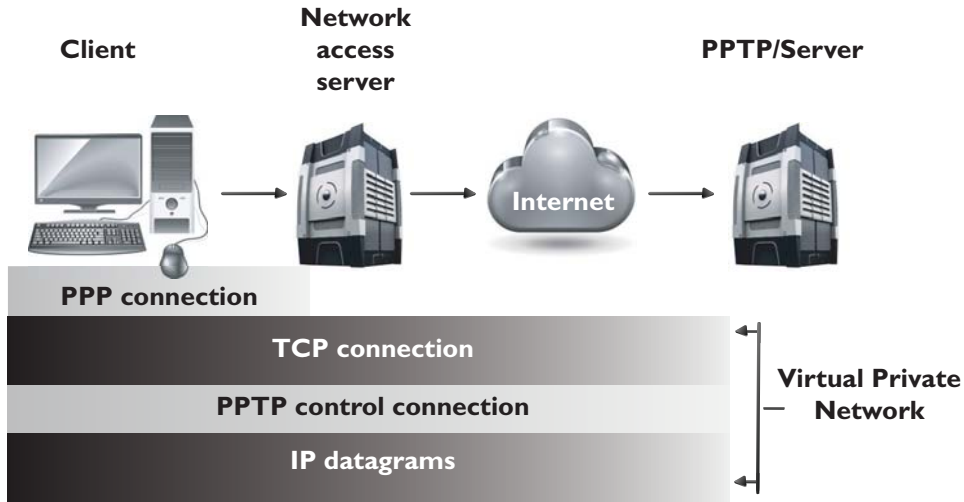 Client
Network
access
server
PPTP/Server
Internet
PPP connection
TCP connection
PPTP control connection
IP datagrams
Virtual Private
Network